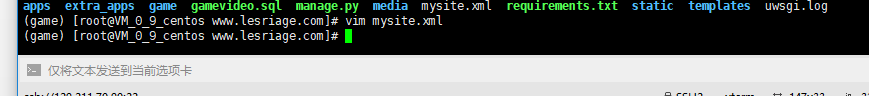 apps extra_apps game gamevideo.sql manage.py media mysite.xml requirements.txt static templates uwsgi.log
(game) [root@VM_0_9_centos www.lesriage.com]# vim mysite.xml
(game) [root@VM_0_9_centos www.lesriage.com]#
仅将文本发送到当前选项卡